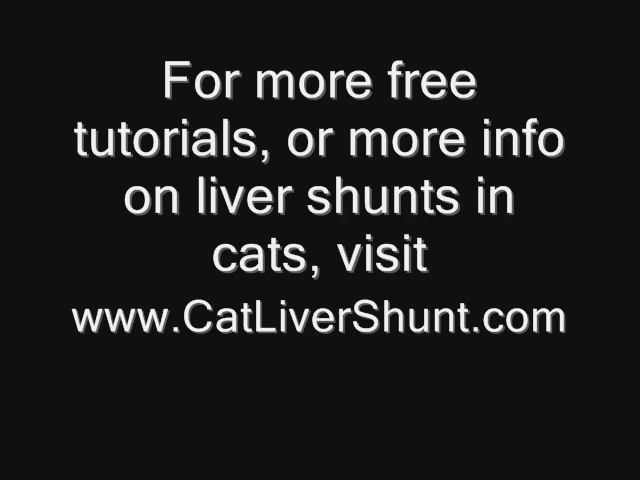 For more free
tutorials, or more info
on liver shunts in
cats, visit
www.CatLiverShunt.com